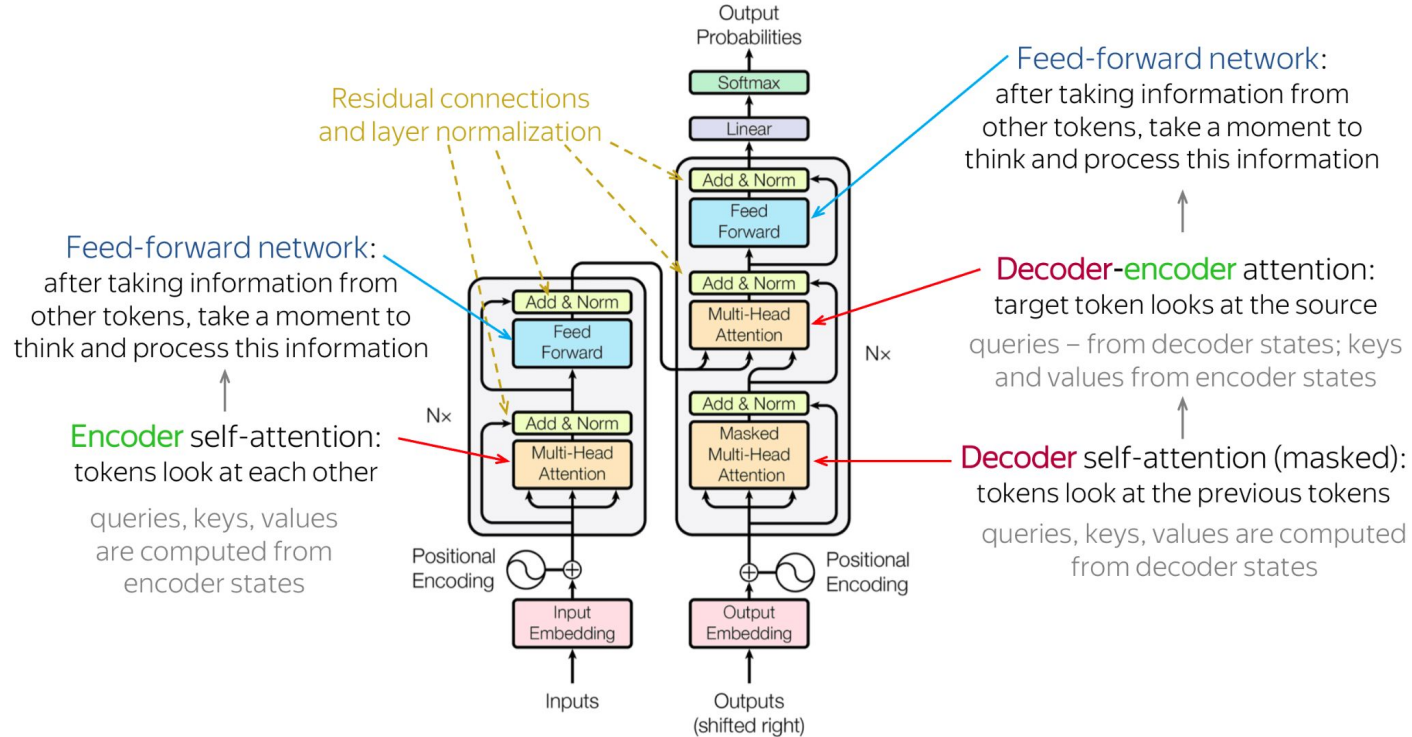 Output
Probabilities
Softmax
Linear
Add & Norm
Feed
Forward
Add & Norm
Multi-Head
Attention
Nx
Add & Norm
Masked
Multi-Head
Attention
Positional
Encoding
Output
Embedding
Outputs
(shifted right)
Residual connections
and layer normalization
Feed-forward network:
after taking information from
other tokens, take a moment to
think and process this information
Encoder self-attention:
tokens look at each other
queries, keys, values
are computed from
encoder states
Add & Norm
Feed
Forward
Nx
Add & Norm
Multi-Head
Attention
Positional
Encoding
Input
Embedding
Inputs
Feed-forward network:
after taking information from
other tokens, take a moment to
think and process this information
Decoder-encoder attention:
target token looks at the source
queries – from decoder states; keys
and values from encoder states
Decoder self-attention (masked):
tokens look at the previous tokens
queries, keys, values are computed
from decoder states